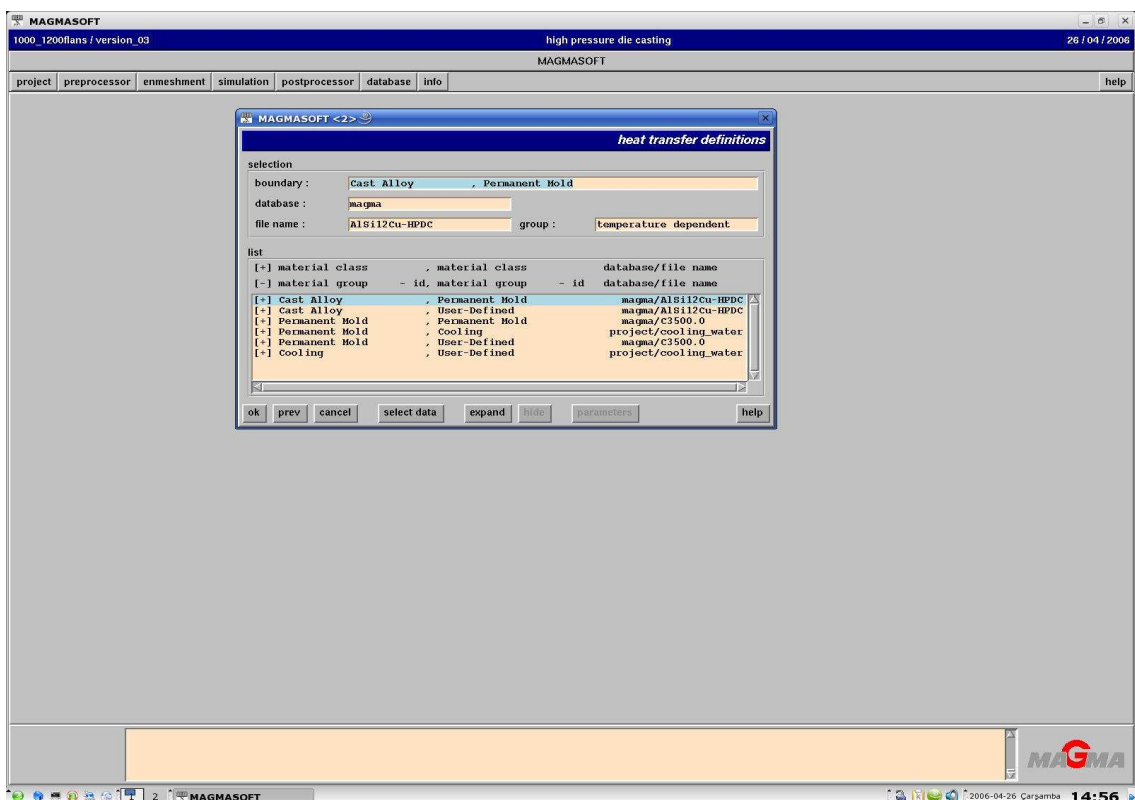 MAGMASOFT
1000_1200flans / version_03 high pressure die casting 26 / 04 / 2006
MAGMASOFT
project preprocessor enmeshment simulation postprocessor database info help
MAGMASOFT <2>
heat transfer definitions
selection
boundary : Cast Alloy , Permanent Mold
database : magma
file name : AlSi12Cu-HPDC group : temperature dependent
list
[+] material class , material class database/file name
[-] material group - id, material group - id database/file name
[+] Cast Alloy , Permanent Mold magma/AlSi12Cu-HPDC
[+] Cast Alloy , User-Defined magma/AlSi12Cu-HPDC
[+] Permanent Mold , Permanent Mold magma/C3500.0
[+] Permanent Mold , Cooling project/cooling_water
[+] Permanent Mold , User-Defined magma/C3500.0
[+] Cooling , User-Defined project/cooling_water
ok prev cancel select data expand hide parameters help
MAGMA
2 MAGMASOFT 2006-04-26 Çarşamba 14:56